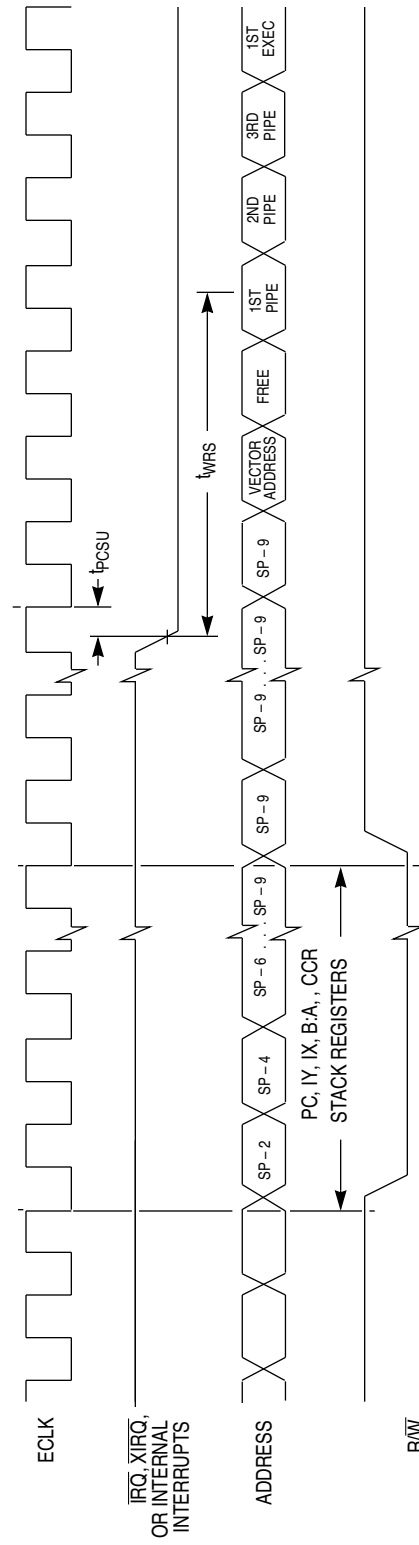 ECLK
tPCSU
IRQ, XIRQ,
OR INTERNAL
INTERRUPTS
tWRS
ADDRESS
SP – 2
SP – 4
SP – 6 . . . SP – 9
SP – 9
SP – 9 . . . SP – 9
SP – 9
VECTOR
ADDRESS
FREE
1ST
PIPE
2ND
PIPE
3RD
PIPE
1ST
EXEC
PC, IY, IX, B:A, , CCR
STACK REGISTERS
R/W